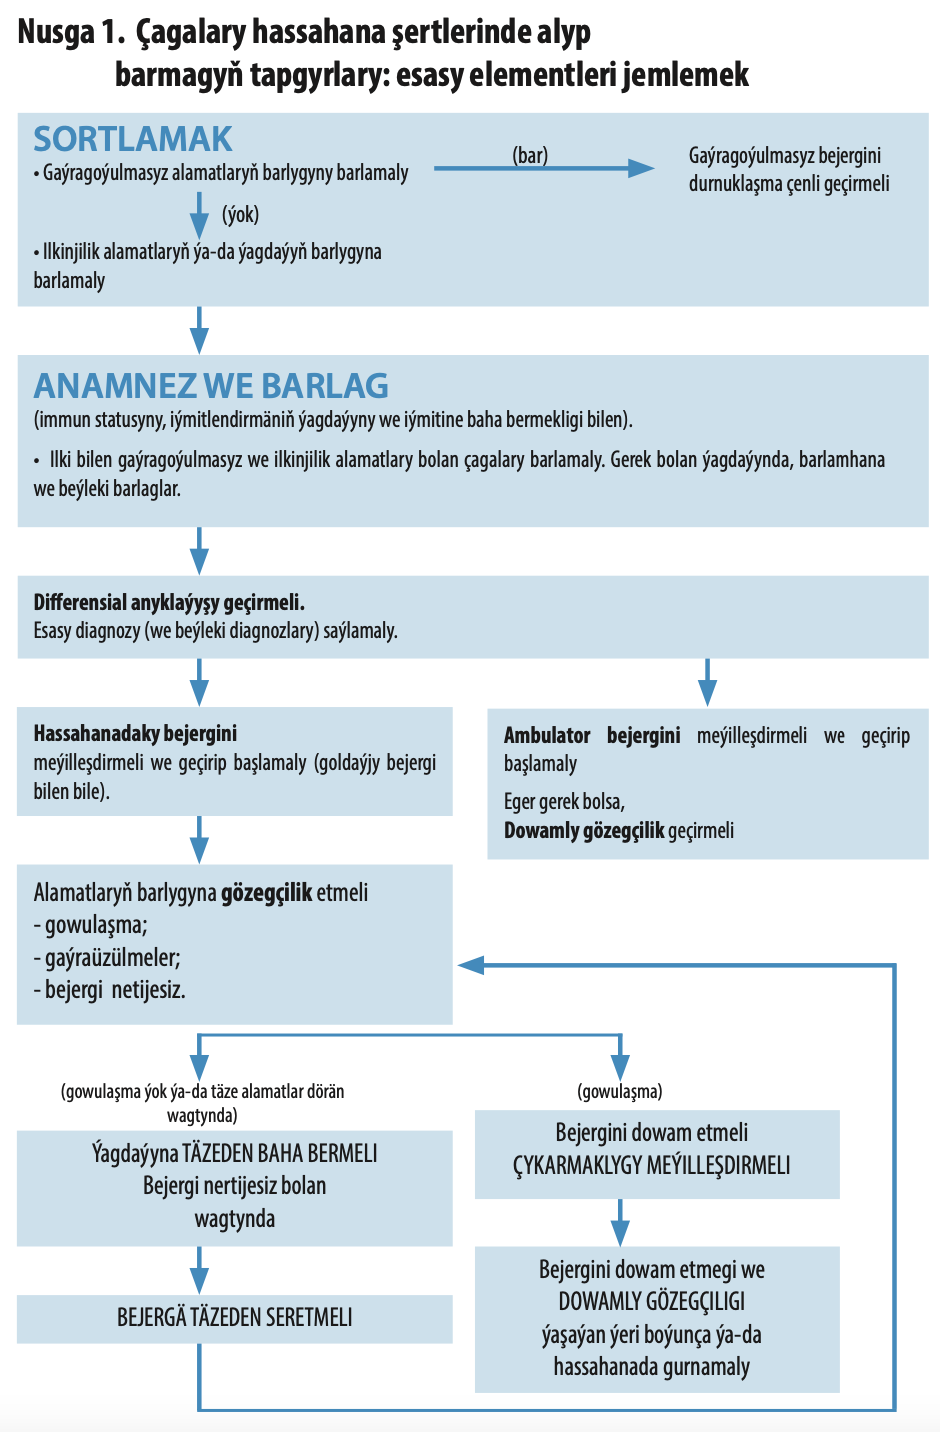 Nusga 1. Çagalary hassahana şertlerinde alyp
barmagyň tapgyrlary: esasy elementleri jemlemek
SORTLAMAK
• Gaýragoýulmasyz alamatlaryň barlygyny barlamaly
(bar)
Gaýragoýulmasyz bejergini
durnuklaşma çenli geçirmeli
(ýok)
• Ilkinjilik alamatlaryň ýa-da ýagdaýyň barlygyna
barlamaly
ANAMNEZ WE BARLAG
(immun statusyny, iýmitlendirmäniň ýagdaýyny we iýmitine baha bermekligi bilen).
• Ilki bilen gaýragoýulmasyz we ilkinjilik alamatlary bolan çagalary barlamaly. Gerek bolan ýagdaýynda, barlamhana
we beýleki barlaglar.
Differensial anyklaýyşy geçirmeli.
Esasy diagnozy (we beýleki diagnozlary) saýlamaly.
Hassahanadaky bejergini
meýilleşdirmeli we geçirip başlamaly (goldaýjy bejergi
bilen bile).
Ambulator bejergini meýilleşdirmeli we geçirip
başlamaly
Eger gerek bolsa,
Dowamly gözegçilik geçirmeli
Alamatlaryň barlygyna gözegçilik etmeli
- gowulaşma;
- gaýraüzülmeler;
- bejergi netijesiz.
(gowulaşma ýok ýa-da täze alamatlar dörän
wagtynda)
(gowulaşma)
Ýagdaýyna TÄZEDEN BAHA BERMELI
Bejergi nertijesiz bolan
wagtynda
Bejergini dowam etmeli
ÇYKARMAKLYGY MEÝILLEŞDIRMELI
BEJERGÄ TÄZEDEN SERETMELI
Bejergini dowam etmegi we
DOWAMLY GÖZEGÇILIGI
ýaşaýan ýeri boýunça ýa-da
hassahanada gurnamaly